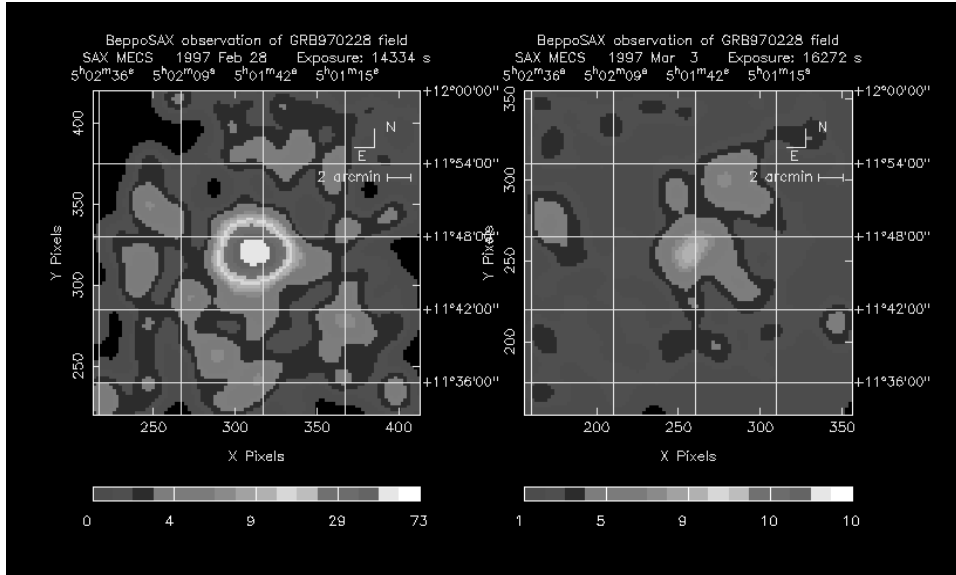 BeppoSAX observation of GRB970228 field
SAX MECS 1997 Feb 28 Exposure: 14334 s
5ʰ02ᵐ36ˢ 5ʰ02ᵐ09ˢ 5ʰ01ᵐ42ˢ 5ʰ01ᵐ15ˢ
+12°00'00"
+11°54'00"
+11°48'00"
+11°42'00"
+11°36'00"
N
E
2 arcmin
400
350
300
250
Y Pixels
250 300 350 400
X Pixels
0 4 9 29 73
BeppoSAX observation of GRB970228 field
SAX MECS 1997 Mar 3 Exposure: 16272 s
5ʰ02ᵐ36ˢ 5ʰ02ᵐ09ˢ 5ʰ01ᵐ42ˢ 5ʰ01ᵐ15ˢ
+12°00'00"
+11°54'00"
+11°48'00"
+11°42'00"
+11°36'00"
N
E
2 arcmin
350
300
250
200
Y Pixels
200 250 300 350
X Pixels
1 5 9 10 10